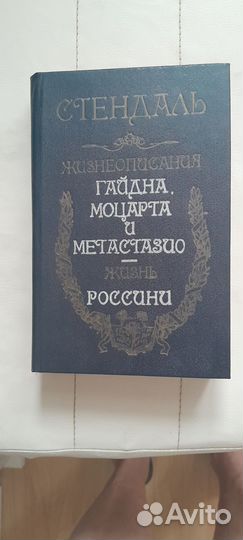 СТЕНДАЛЬ
ЖИЗНЕОПИСАНИЯ
ГАЙДНА,
МОЦАРТА
И
МЕТАСТАЗИО
ЖИЗНЬ
РОССИНИ
Avito